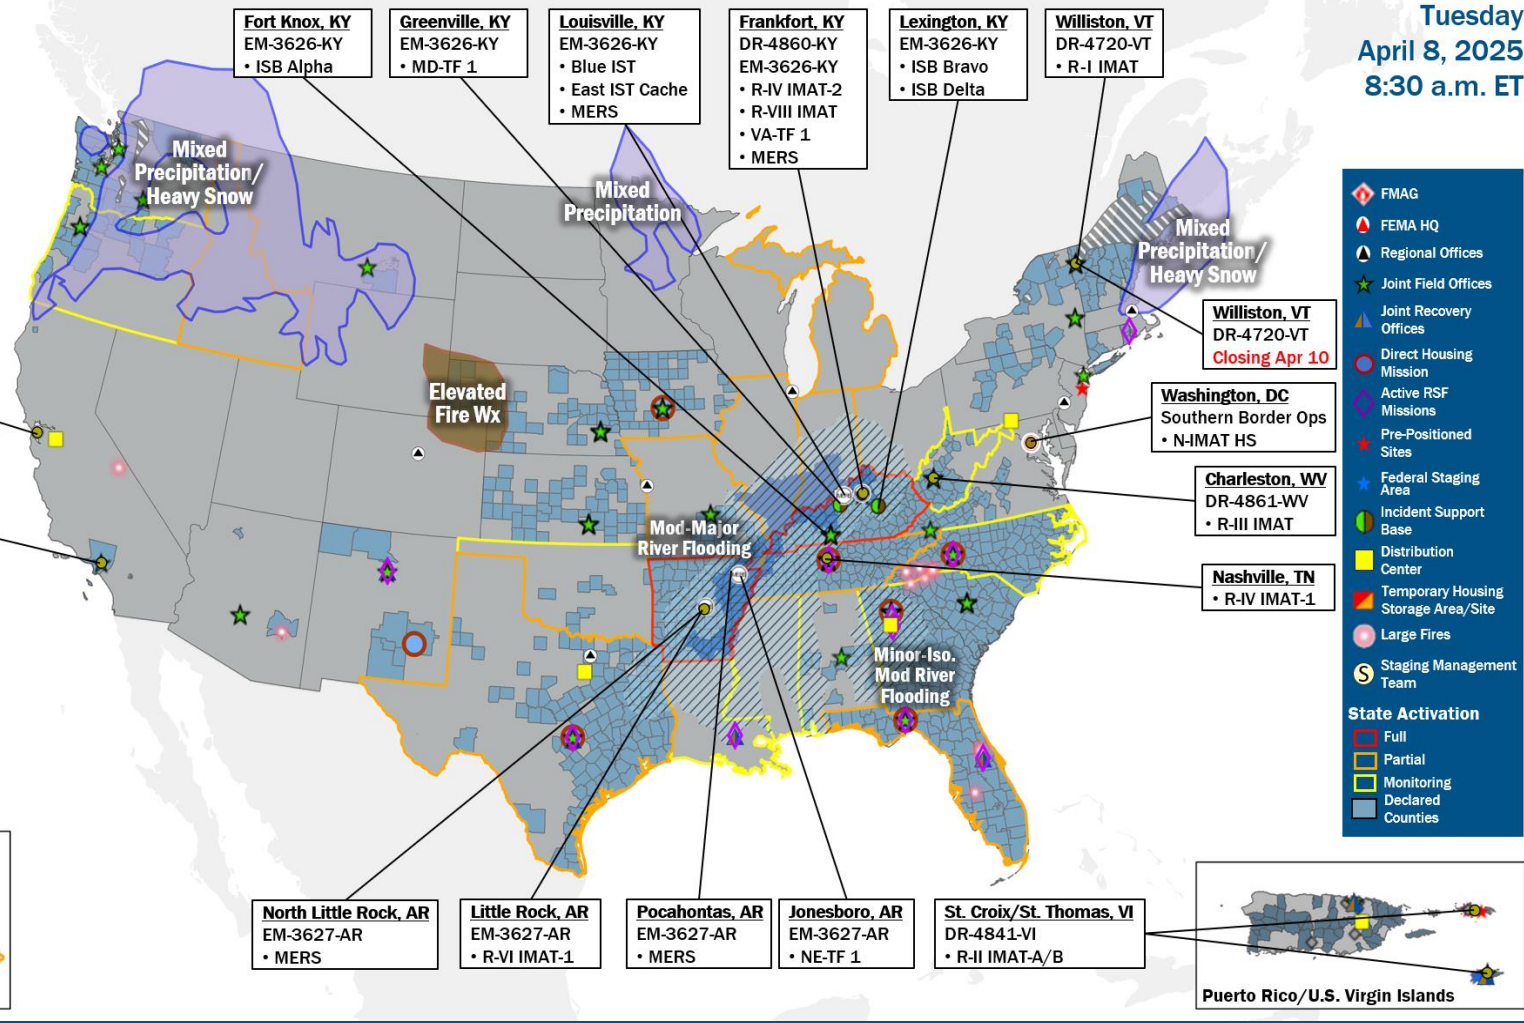 Tuesday
April 8, 2025
8:30 a.m. ET
Fort Knox, KY
EM-3626-KY
• ISB Alpha
Greenville, KY
EM-3626-KY
• MD-TF 1
Louisville, KY
EM-3626-KY
• Blue IST
• East IST Cache
• MERS
Frankfort, KY
DR-4860-KY
EM-3626-KY
• R-IV IMAT-2
• R-VIII IMAT
• VA-TF 1
• MERS
Lexington, KY
EM-3626-KY
• ISB Bravo
• ISB Delta
Williston, VT
DR-4720-VT
• R-I IMAT
Mixed
Precipitation/
Heavy Snow
Mixed
Precipitation
Mixed
Precipitation/
Heavy Snow
Williston, VT
DR-4720-VT
Closing Apr 10
Elevated
Fire Wx
Washington, DC
Southern Border Ops
• N-IMAT HS
Charleston, WV
DR-4861-WV
• R-III IMAT
Mod-Major
River Flooding
Nashville, TN
• R-IV IMAT-1
Minor-Iso.
Mod River
Flooding
North Little Rock, AR
EM-3627-AR
• MERS
Little Rock, AR
EM-3627-AR
• R-VI IMAT-1
Pocahontas, AR
EM-3627-AR
• MERS
Jonesboro, AR
EM-3627-AR
• NE-TF 1
St. Croix/St. Thomas, VI
DR-4841-VI
• R-II IMAT-A/B
Puerto Rico/U.S. Virgin Islands
FMAG
FEMA HQ
Regional Offices
Joint Field Offices
Joint Recovery
Offices
Direct Housing
Mission
Active RSF
Missions
Pre-Positioned
Sites
Federal Staging
Area
Incident Support
Base
Distribution
Center
Temporary Housing
Storage Area/Site
Large Fires
S
Staging Management
Team
State Activation
Full
Partial
Monitoring
Declared
Counties